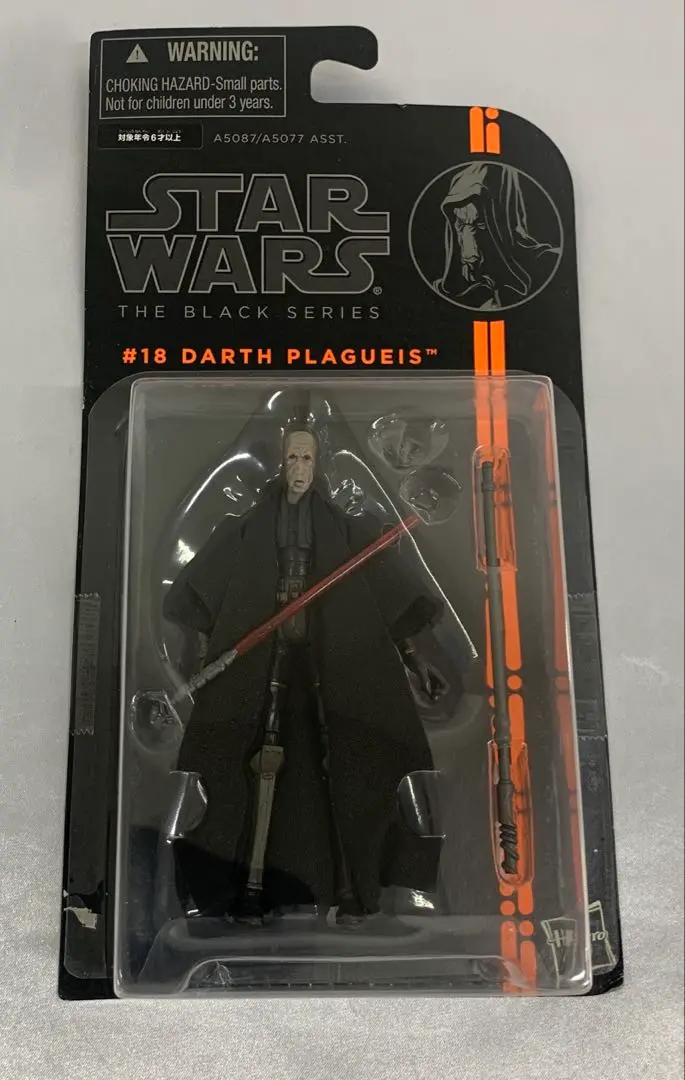 WARNING:
CHOKING HAZARD-Small parts.
Not for children under 3 years.
対象年令6才以上
A5087/A5077 ASST.
STAR
WARS®
THE BLACK SERIES
#18 DARTH PLAGUEIS™